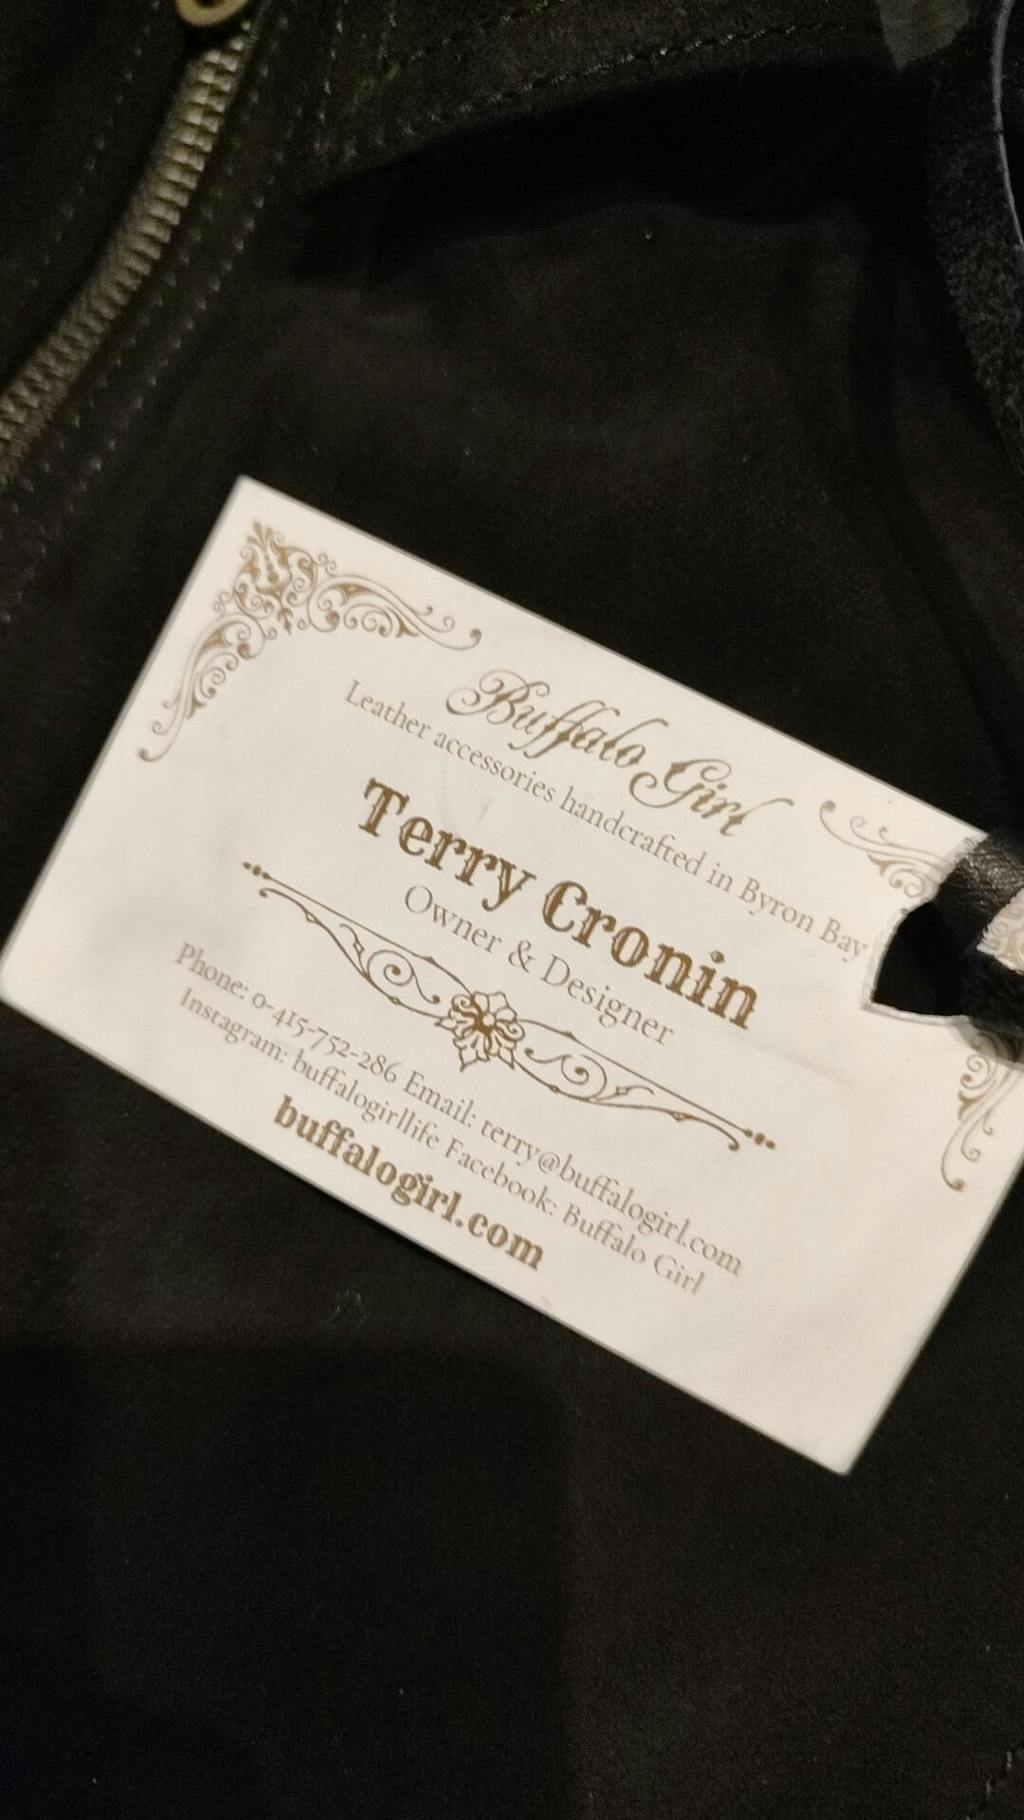 Buffalo Girl
Leather accessories handcrafted in Byron Bay
Terry Cronin
Owner & Designer
Phone: 0-415-752-286 Email: terry@buffalogirl.com
Instagram: buffalogirllife Facebook: Buffalo Girl
buffalogirl.com